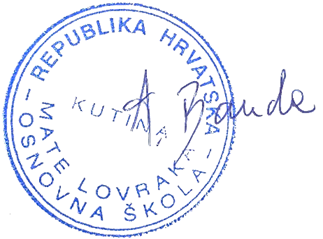 REPUBLIKA HRVATSKA
OSNOVNA ŠKOLA
MATE LOVRAKA
KUTINA